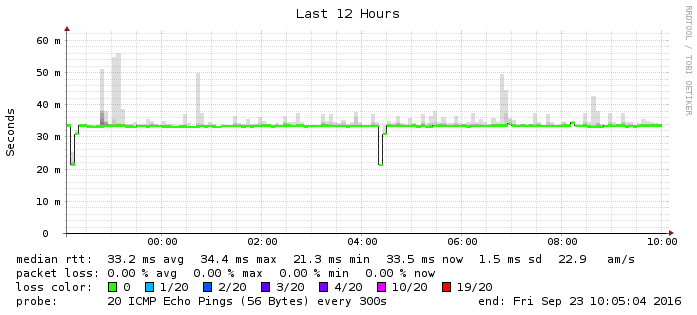 Last 12 Hours
RRDTOOL / TOBI OETIKER
Seconds
60 m
50 m
40 m
30 m
20 m
10 m
0
00:00 02:00 04:00 06:00 08:00 10:00
median rtt: 33.2 ms avg 34.4 ms max 21.3 ms min 33.5 ms now 1.5 ms sd 22.9 am/s
packet loss: 0.00 % avg 0.00 % max 0.00 % min 0.00 % now
loss color: 0 1/20 2/20 3/20 4/20 10/20 19/20
probe: 20 ICMP Echo Pings (56 Bytes) every 300s end: Fri Sep 23 10:05:04 2016